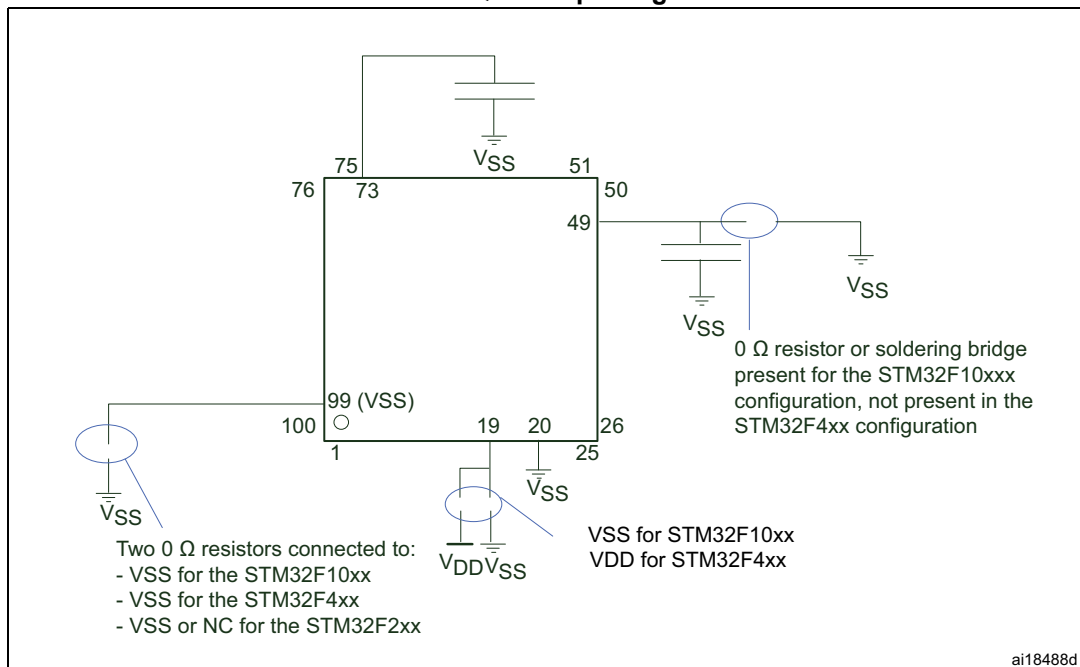 VSS
75
51
76
73
50
49
VSS
VSS
0 Ω resistor or soldering bridge
present for the STM32F10xxx
configuration, not present in the
STM32F4xx configuration
99 (VSS)
100
19
20
26
1
25
VSS
VSS
VDD VSS
VSS for STM32F10xx
VDD for STM32F4xx
Two 0 Ω resistors connected to:
- VSS for the STM32F10xx
- VSS for the STM32F4xx
- VSS or NC for the STM32F2xx
ai18488d